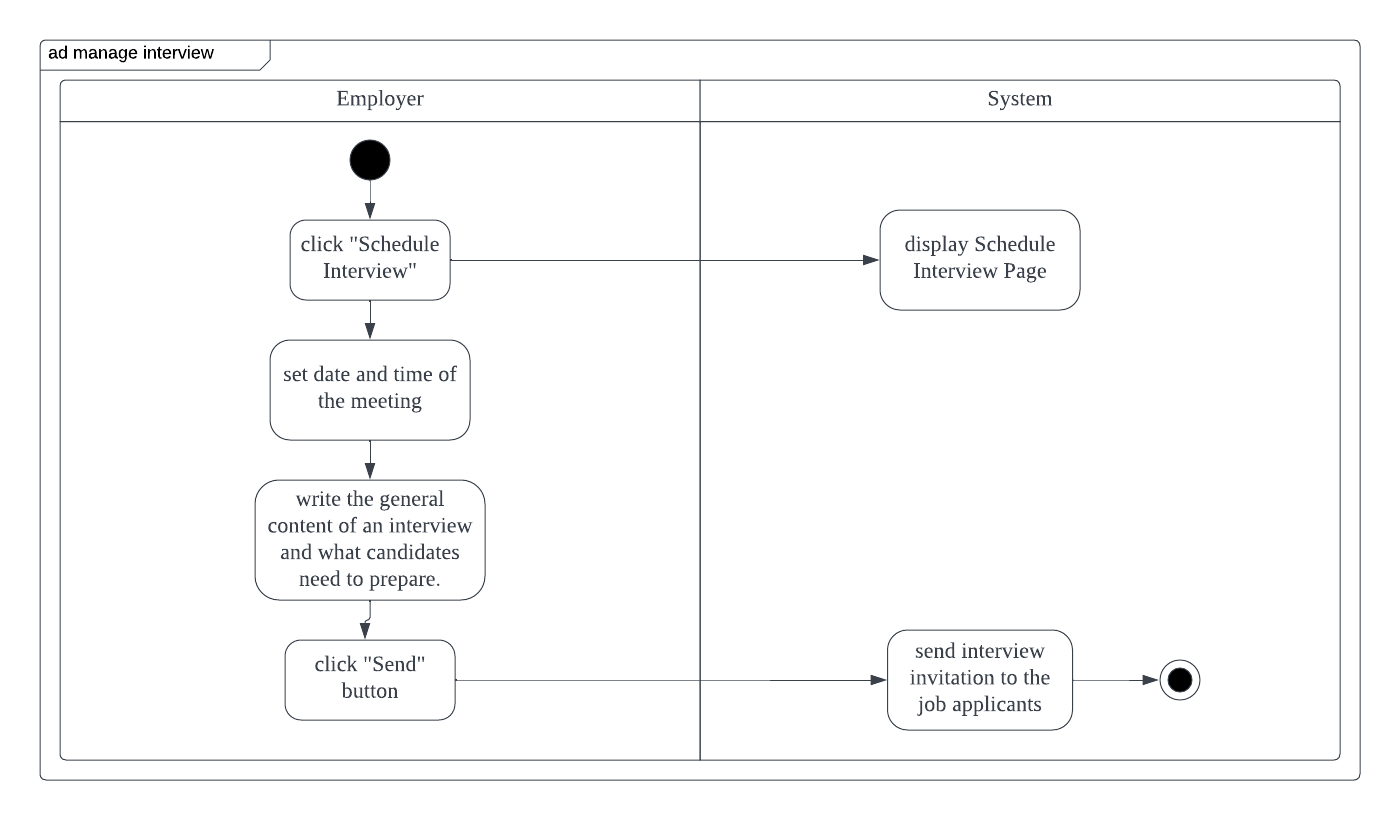 ad manage interview
Employer
System
click "Schedule
Interview"
display Schedule
Interview Page
set date and time of
the meeting
write the general
content of an interview
and what candidates
need to prepare.
click "Send"
button
send interview
invitation to the
job applicants